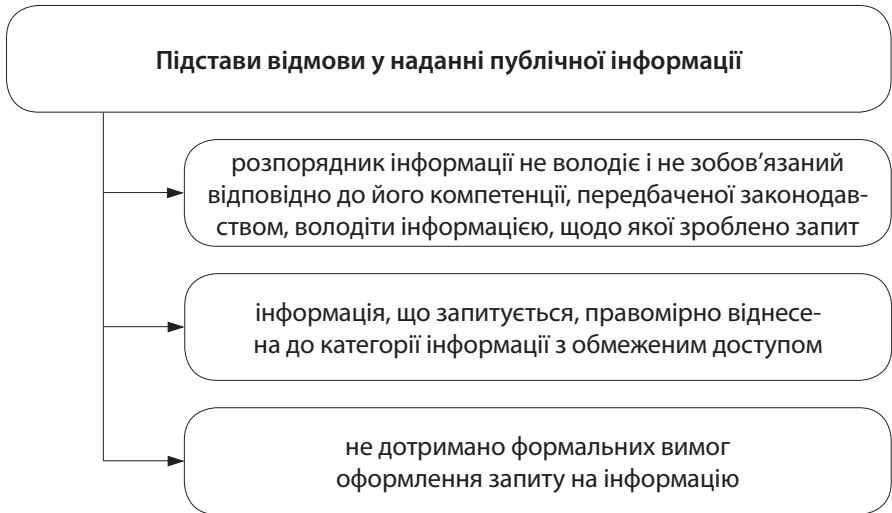 Підстави відмови у наданні публічної інформації
розпорядник інформації не володіє і не зобов’язаний
відповідно до його компетенції, передбаченої законодав-
ством, володіти інформацією, щодо якої зроблено запит
інформація, що запитується, правомірно віднесе-
на до категорії інформації з обмеженим доступом
не дотримано формальних вимог
оформлення запиту на інформацію